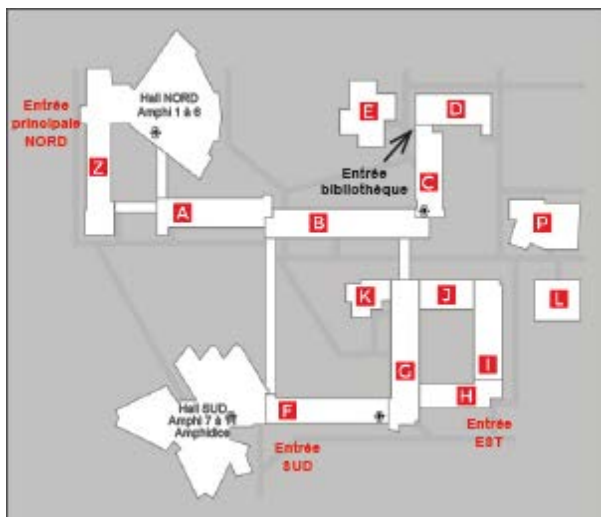 Hall NORD
Amphi 1 à 6
Entrée
principale
NORD
Z
A
B
E
D
Entrée
bibliothèque
C
P
K
J
L
G
I
H
Hall SUD
Amphi 7 à 11
Amphidice
F
Entrée
SUD
Entrée
EST